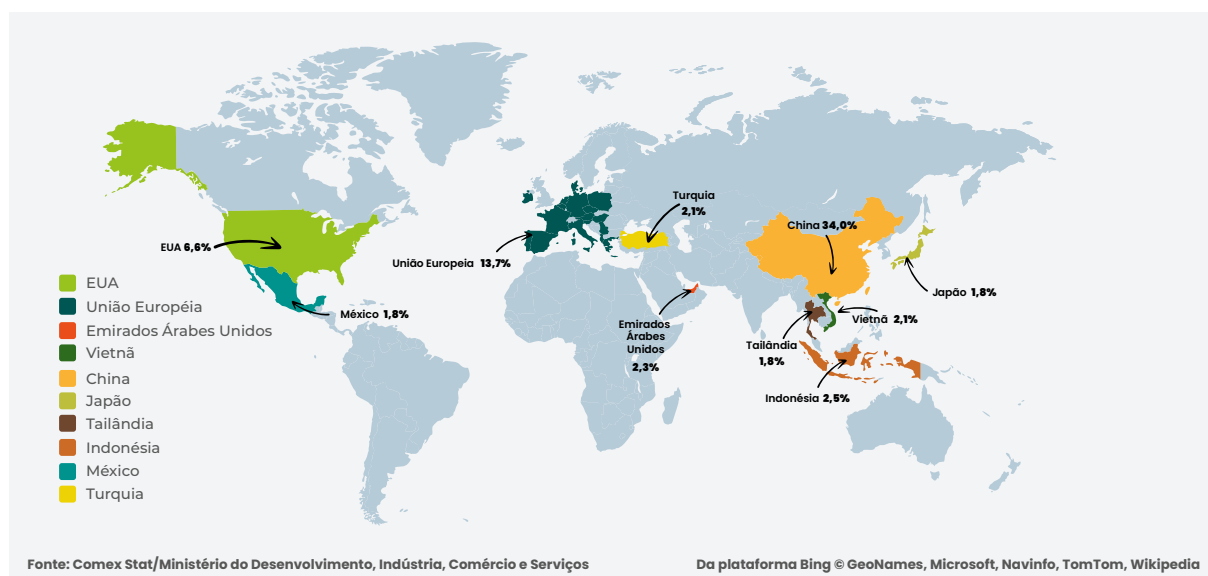 Turquia
2,1%
China 34,0%
EUA 6,6%
União Europeia 13,7%
EUA
União Européia
Emirados Árabes Unidos
Vietnã
China
Japão
Tailândia
Indonésia
México
Turquia
México 1,8%
Japão 1,8%
Emirados
Árabes
Unidos
2,3%
Vietnã 2,1%
Tailândia
1,8%
Indonésia 2,5%
Fonte: Comex Stat/Ministério do Desenvolvimento, Indústria, Comércio e Serviços
Da plataforma Bing © GeoNames, Microsoft, Navinfo, TomTom, Wikipedia